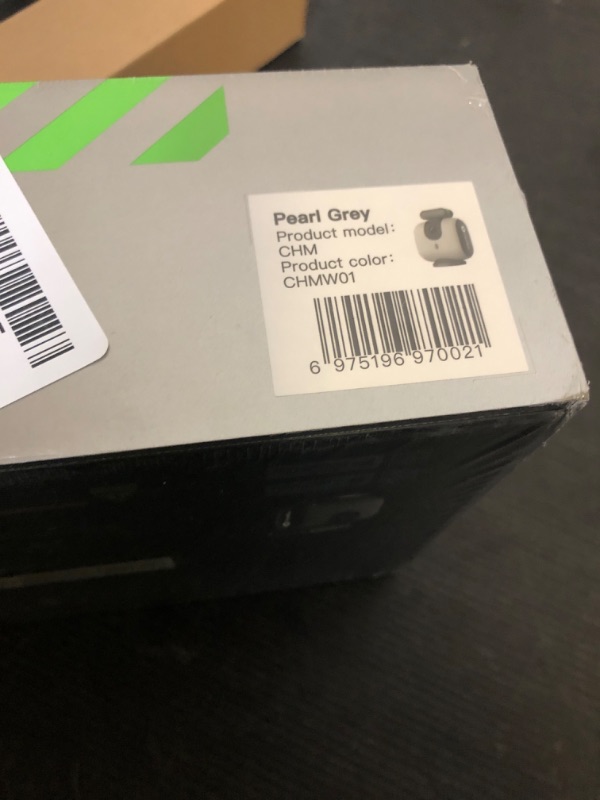 Pearl Grey
Product model:
CHM
Product color:
CHMW01
6 975196 970021